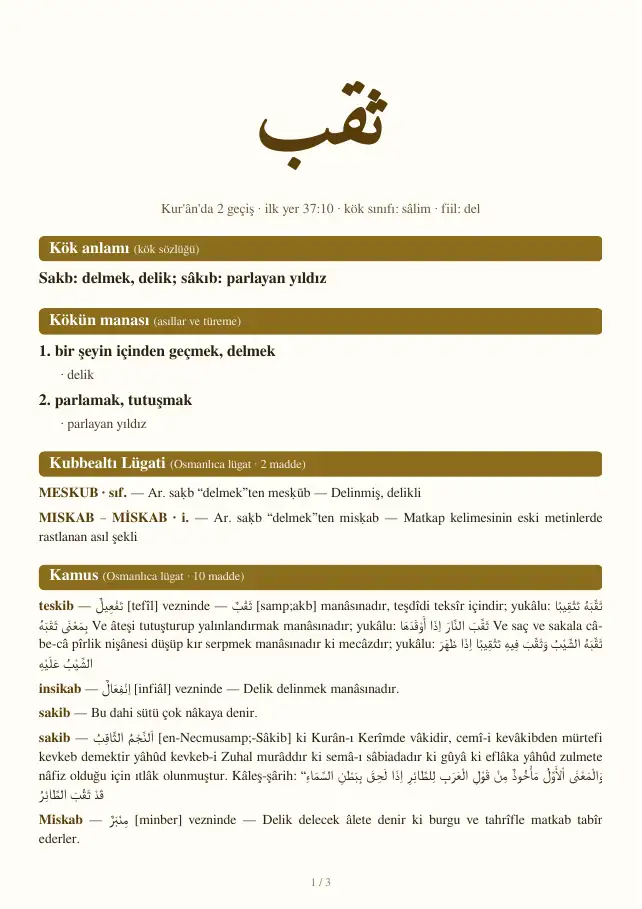 ثقب
Kur'ân'da 2 geçiş · ilk yer 37:10 · kök sınıfı: sâlim · fiil: del
Kök anlamı (kök sözlüğü)
Sakb: delmek, delik; sâkıb: parlayan yıldız
Kökün manası (asıllar ve türeme)
1. bir şeyin içinden geçmek, delmek
· delik
2. parlamak, tutuşmak
· parlayan yıldız
Kubbealtı Lügati (Osmanlıca lügat · 2 madde)
MESKUB · sıf. — Ar. saḳb “delmek”ten mesḳūb — Delinmiş, delikli
MISKAB – MİSKAB · i. — Ar. saḳb “delmek”ten misḳab — Matkap kelimesinin eski metinlerde
rastlanan asıl şekli
Kamus (Osmanlıca lügat · 10 madde)
teskib — تَفْعِيلٌ [tefîl] vezninde — ثَقْبٌ [samp;akb] manâsınadır, teşdîdi teksîr içindir; yukâlu: ثَقَّبَهُ تَثْقِيبًا
بِمَعْنَى ثَقَبَهُ Ve âteşi tutuşturup yalınlandırmak manâsınadır; yukâlu: ثَقَّبَ النَّارَ اِذَا أَوْقَدَهَا Ve saç ve sakala câ-
be-câ pîrlik nişânesi düşüp kır serpmek manâsınadır ki mecâzdır; yukâlu: ثَقَّبَهُ الشَّيْبُ وَثَقَّبَ فِيهِ تَثْقِيبًا اِذَا ظَهَرَ
الشَّيْبُ عَلَيْهِ
insikab — اِنْفِعَالٌ [infiâl] vezninde — Delik delinmek manâsınadır.
sakib — Bu dahi sütü çok nâkaya denir.
sakib — اَلنَّجْمُ الثَّاقِبُ [en-Necmusamp;-Sâkib] ki Kurân-ı Kerîmde vâkidir, cemî-i kevâkibden mürtefi
kevkeb demektir yâhûd kevkeb-i Zuhal murâddır ki semâ-ı sâbiadadır ki gûyâ ki eflâka yâhûd zulmete
nâfiz olduğu için ıtlâk olunmuştur. Kâleş-şârih: “وَالْمَعْنَى اْلأَوَّلُ مَأْخُوذٌ مِنْ قَوْلِ الْعَرَبِ لِلطَّائِرِ اِذَا لَحِقَ بِبَطْنِ السَّمَاءِ
قَدْ ثَقَبَ الطَّائِرُ
Miskab — مِنْبَرٌ [minber] vezninde — Delik delecek âlete denir ki burgu ve tahrîfle matkab tabîr
ederler.
1 / 3